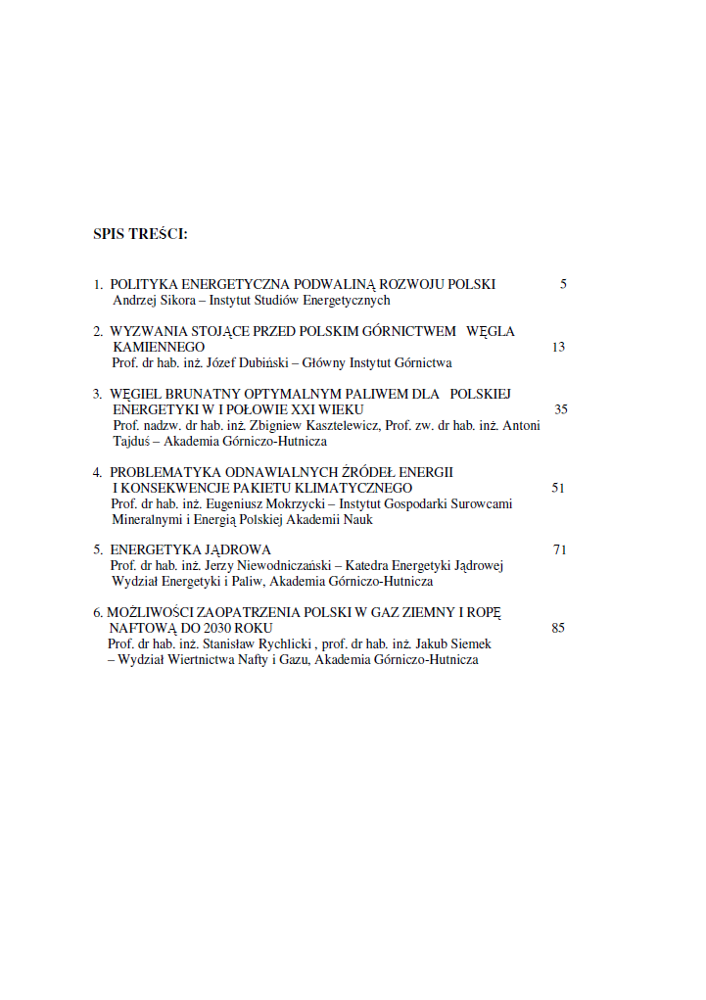 SPIS TREŚCI:
1. POLITYKA ENERGETYCZNA PODWALINĄ ROZWOJU POLSKI 5
Andrzej Sikora – Instytut Studiów Energetycznych
2. WYZWANIA STOJĄCE PRZED POLSKIM GÓRNICTWEM WĘGLA
KAMIENNEGO 13
Prof. dr hab. inż. Józef Dubiński – Główny Instytut Górnictwa
3. WĘGIEL BRUNATNY OPTYMALNYM PALIWEM DLA POLSKIEJ
ENERGETYKI W I POŁOWIE XXI WIEKU 35
Prof. nadzw. dr hab. inż. Zbigniew Kasztelewicz, Prof. zw. dr hab. inż. Antoni
Tajduś – Akademia Górniczo-Hutnicza
4. PROBLEMATYKA ODNAWIALNYCH ŹRÓDEŁ ENERGII
I KONSEKWENCJE PAKIETU KLIMATYCZNEGO 51
Prof. dr hab. inż. Eugeniusz Mokrzycki – Instytut Gospodarki Surowcami
Mineralnymi i Energią Polskiej Akademii Nauk
5. ENERGETYKA JĄDROWA 71
Prof. dr hab. inż. Jerzy Niewodniczański – Katedra Energetyki Jądrowej
Wydział Energetyki i Paliw, Akademia Górniczo-Hutnicza
6. MOŻLIWOŚCI ZAOPATRZENIA POLSKI W GAZ ZIEMNY I ROPĘ
NAFTOWĄ DO 2030 ROKU 85
Prof. dr hab. inż. Stanisław Rychlicki , prof. dr hab. inż. Jakub Siemek
– Wydział Wiertnictwa Nafty i Gazu, Akademia Górniczo-Hutnicza